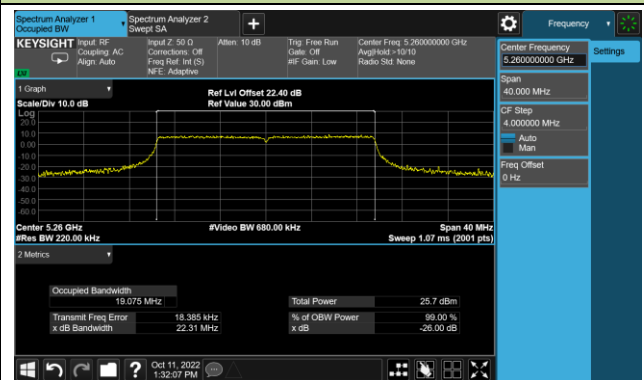 Spectrum Analyzer 1
Occupied BW
Spectrum Analyzer 2
Swept SA
+
Frequency
KEYSIGHT
Input: RF
Coupling: AC
Align: Auto
Input Z: 50 Ω
Corrections: Off
Freq Ref: Int (S)
NFE: Adaptive
Atten: 10 dB
Trig: Free Run
Gate: Off
#IF Gain: Low
Center Freq: 5.260000000 GHz
Avg|Hold:>10/10
Radio Std: None
Center Frequency
5.260000000 GHz
Settings
Span
40.000 MHz
CF Step
4.000000 MHz
Auto
Man
Freq Offset
0 Hz
1 Graph
Scale/Div 10.0 dB
Ref Lvl Offset 22.40 dB
Ref Value 30.00 dBm
Log
20.0
10.0
0.00
-10.0
-20.0
-30.0
-40.0
-50.0
-60.0
Center 5.26 GHz
#Res BW 220.00 kHz
#Video BW 680.00 kHz
Span 40 MHz
Sweep 1.07 ms (2001 pts)
2 Metrics
Occupied Bandwidth
19.075 MHz
Total Power 25.7 dBm
Transmit Freq Error 18.385 kHz
% of OBW Power 99.00 %
x dB Bandwidth 22.31 MHz
x dB -26.00 dB
?
Oct 11, 2022
1:32:07 PM